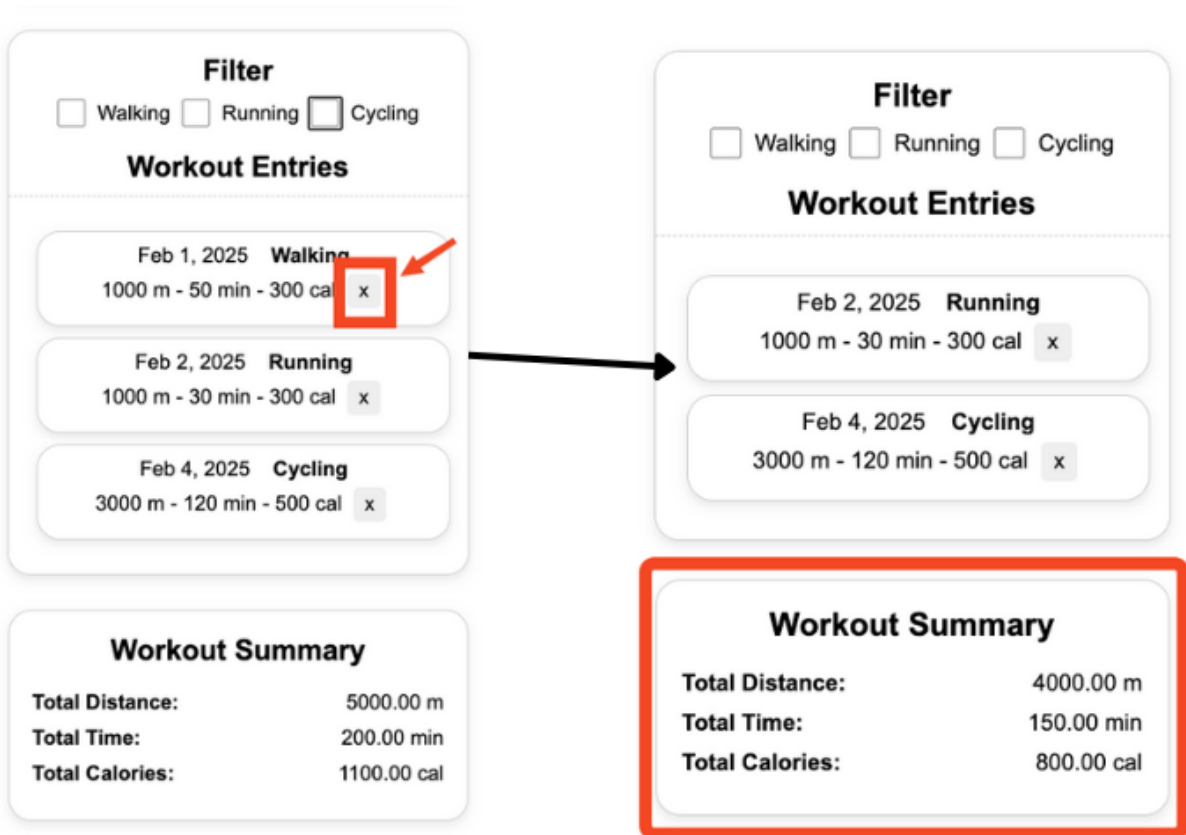 Filter
Walking Running Cycling
Workout Entries
Feb 1, 2025 Walking
1000 m - 50 min - 300 cal x
Feb 2, 2025 Running
1000 m - 30 min - 300 cal x
Feb 4, 2025 Cycling
3000 m - 120 min - 500 cal x
Workout Summary
Total Distance: 5000.00 m
Total Time: 200.00 min
Total Calories: 1100.00 cal
Filter
Walking Running Cycling
Workout Entries
Feb 2, 2025 Running
1000 m - 30 min - 300 cal x
Feb 4, 2025 Cycling
3000 m - 120 min - 500 cal x
Workout Summary
Total Distance: 4000.00 m
Total Time: 150.00 min
Total Calories: 800.00 cal